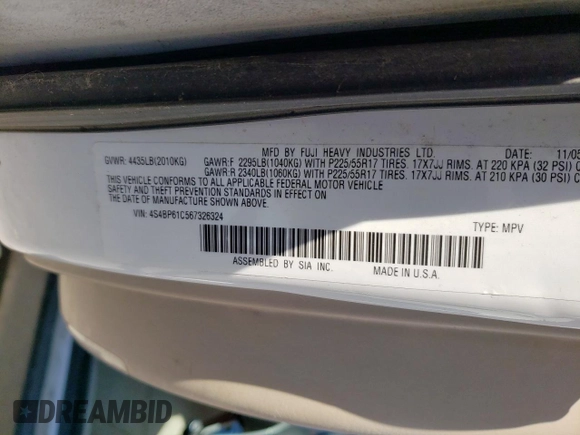 MFD BY FUJI HEAVY INDUSTRIES LTD. DATE: 11/05
GVWR: 4435LB(2010KG) GAWR:F 2295LB(1040KG) WITH P225/55R17 TIRES. 17X7JJ RIMS. AT 220 KPA (32 PSI) C
GAWR:R 2340LB(1060KG) WITH P225/55R17 TIRES. 17X7JJ RIMS. AT 210 KPA (30 PSI) C
THIS VEHICLE CONFORMS TO ALL APPLICABLE FEDERAL MOTOR VEHICLE
SAFETY AND THEFT PREVENTION STANDARDS IN EFFECT ON
THE DATE OF MANUFACTURE SHOWN ABOVE.
VIN: 4S4BP61C567326324 TYPE: MPV
ASSEMBLED BY SIA INC. MADE IN U.S.A.
DREAMBID